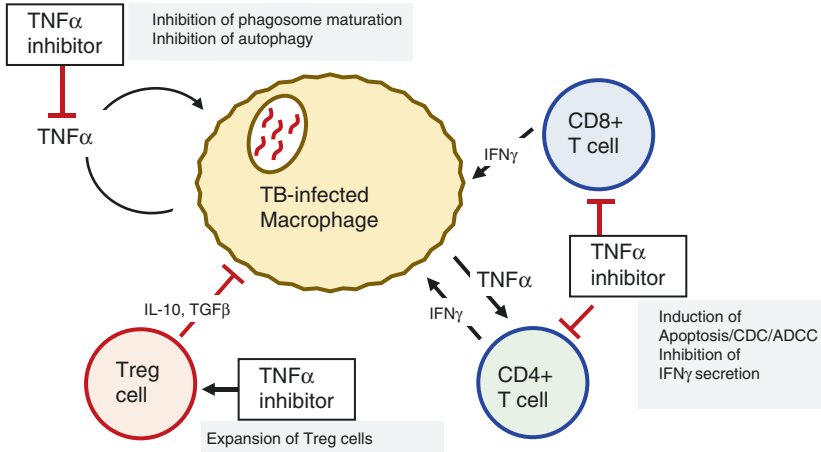 TNFα
inhibitor
Inhibition of phagosome maturation
Inhibition of autophagy
TNFα
TB-infected
Macrophage
CD8+
T cell
IFNγ
TNFα
inhibitor
TNFα
IFNγ
Induction of
Apoptosis/CDC/ADCC
Inhibition of
IFNγ secretion
IL-10, TGFβ
Treg
cell
TNFα
inhibitor
Expansion of Treg cells
CD4+
T cell